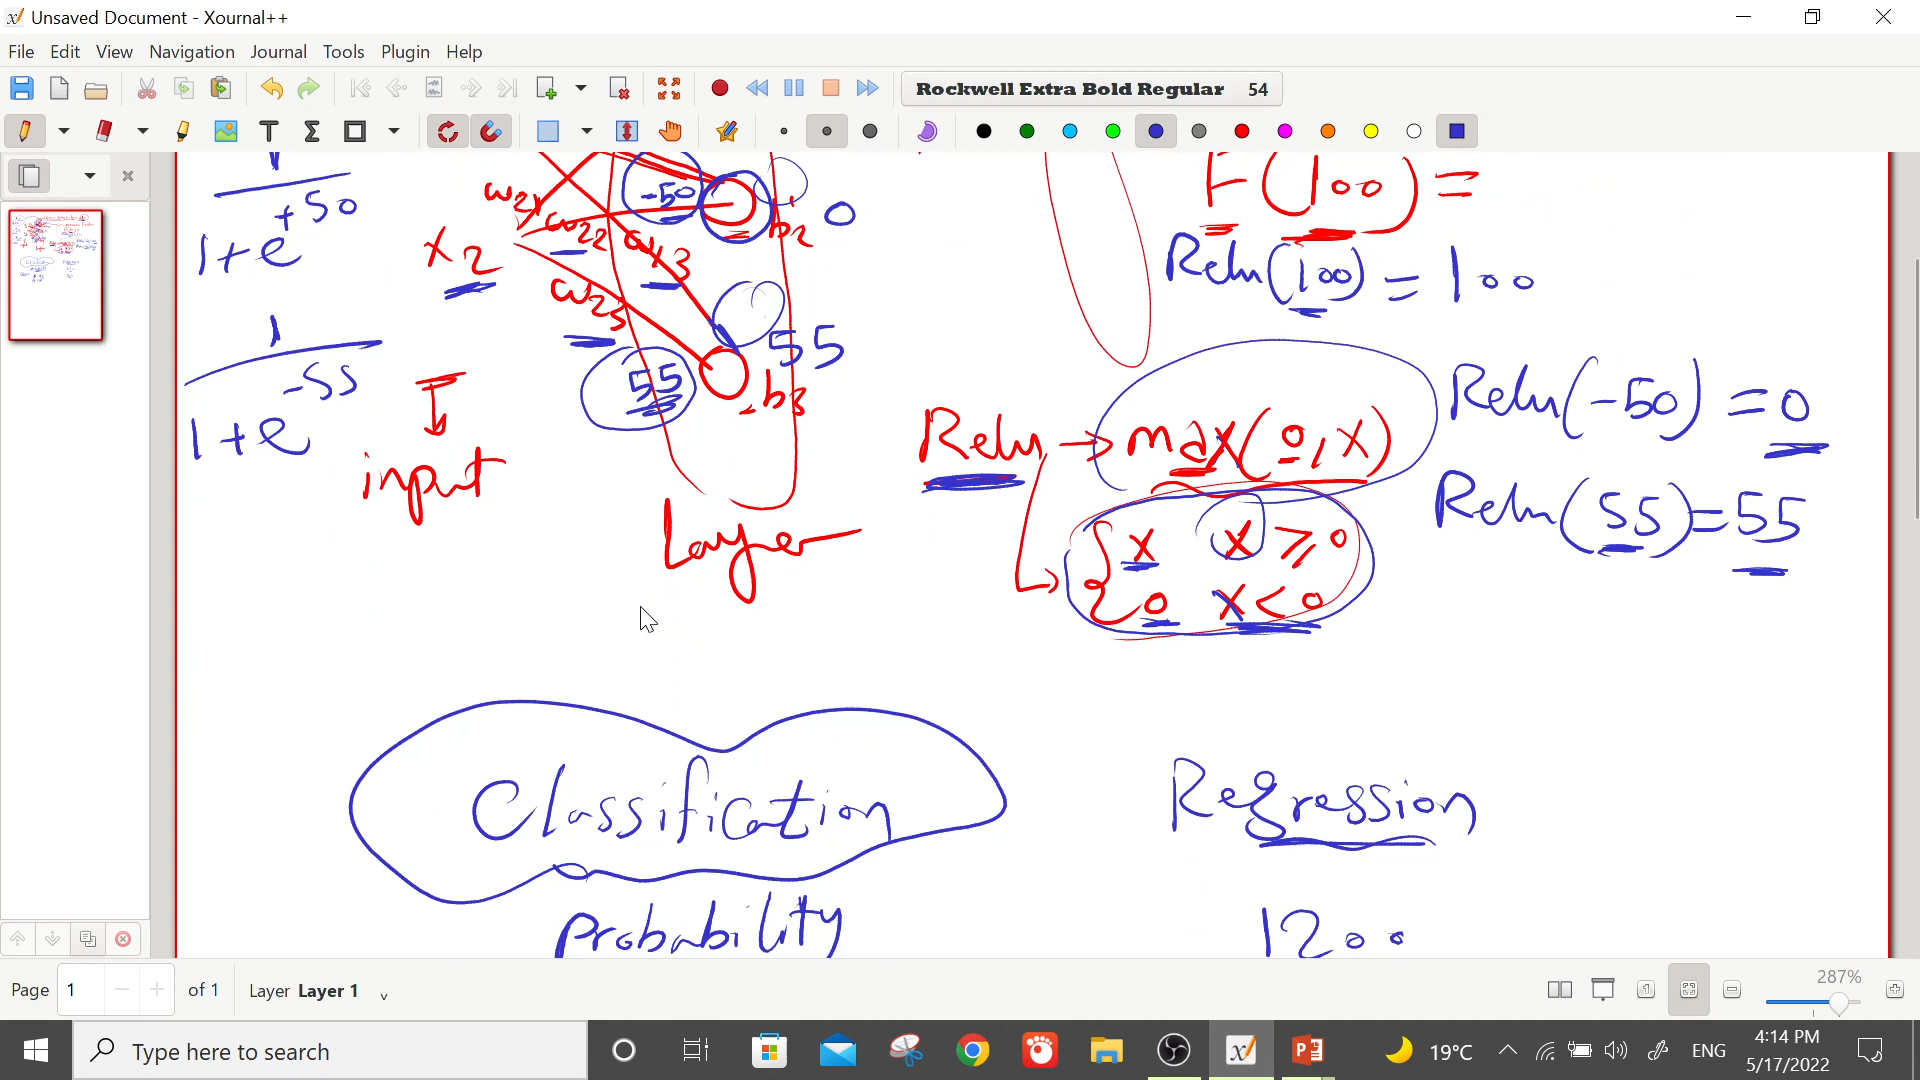 Unsaved Document - Xournal++
File Edit View Navigation Journal Tools Plugin Help
Rockwell Extra Bold Regular 54
1
1+e +50
1
1+e -55
x2
w21
w22
w13
w23
-50
b2
0
55
55
b3
input
Layer
F(100) =
Relu(100) = 100
Relu → max(0, x)
{ x x ⩾ 0
0 x < 0
Relu(-50) = 0
Relu(55) = 55
Classification
Regression
Probability
1200
Page 1 of 1 Layer Layer 1
287%
Type here to search
19°C
ENG
4:14 PM
5/17/2022